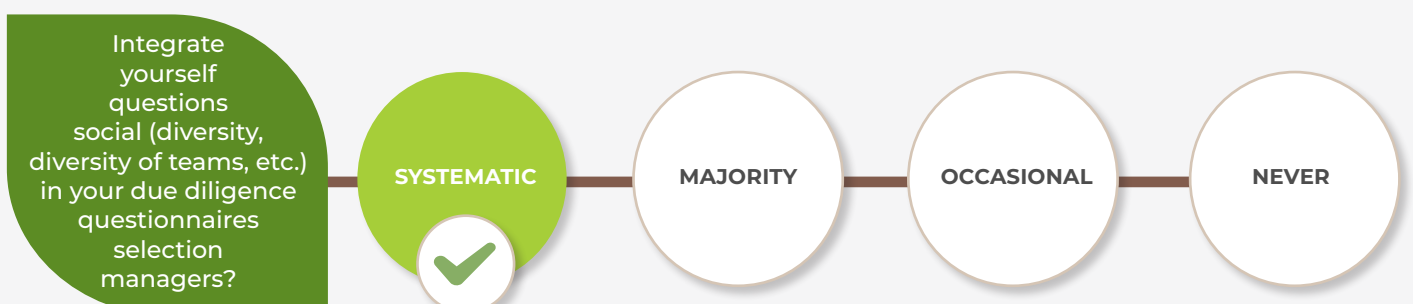 Integrate
yourself
questions
social (diversity,
diversity of teams, etc.)
in your due diligence
questionnaires
selection
managers?
SYSTEMATIC
MAJORITY
OCCASIONAL
NEVER